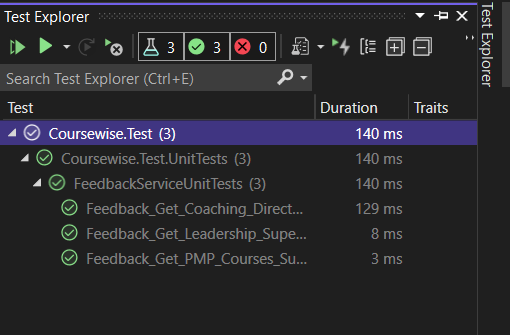 Test Explorer
3 3 0
Search Test Explorer (Ctrl+E)
Test Duration Traits
Coursewise.Test (3) 140 ms
Coursewise.Test.UnitTests (3) 140 ms
FeedbackServiceUnitTests (3) 140 ms
Feedback_Get_Coaching_Direct... 129 ms
Feedback_Get_Leadership_Supe... 8 ms
Feedback_Get_PMP_Courses_Su... 3 ms
Test Explorer